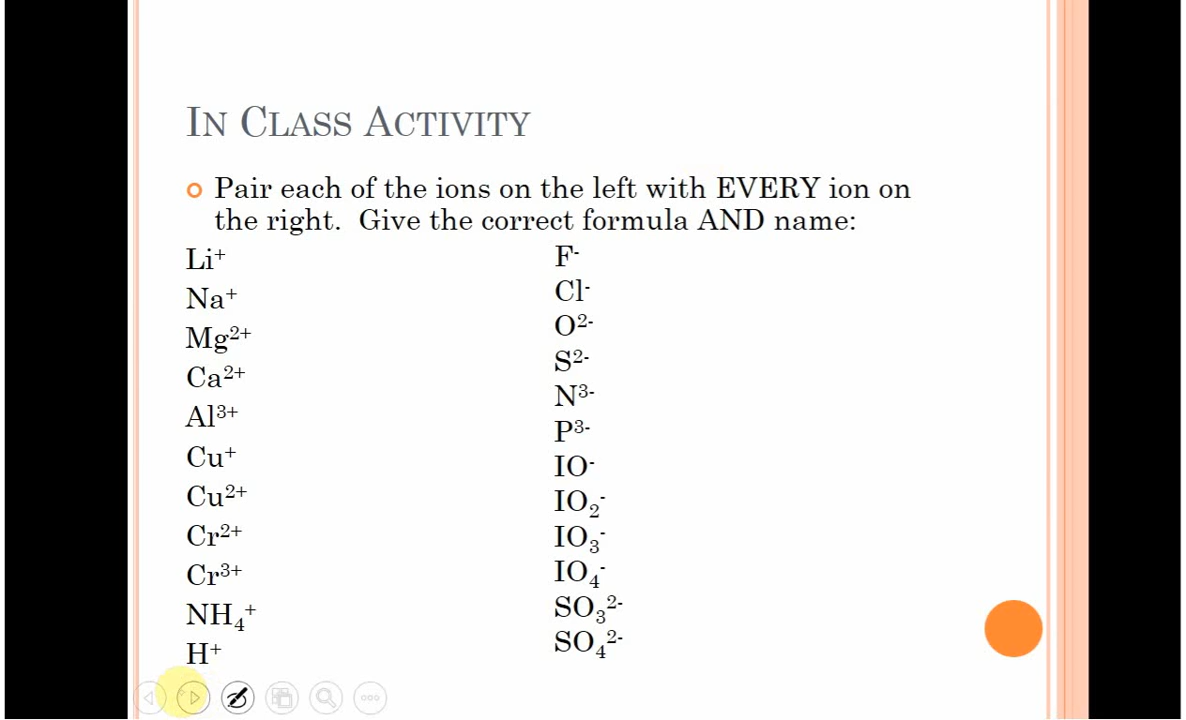 IN CLASS ACTIVITY
Pair each of the ions on the left with EVERY ion on
the right. Give the correct formula AND name:
Li⁺
Na⁺
Mg²⁺
Ca²⁺
Al³⁺
Cu⁺
Cu²⁺
Cr²⁺
Cr³⁺
NH₄⁺
H⁺
F⁻
Cl⁻
O²⁻
S²⁻
N³⁻
P³⁻
IO⁻
IO₂⁻
IO₃⁻
IO₄⁻
SO₃²⁻
SO₄²⁻